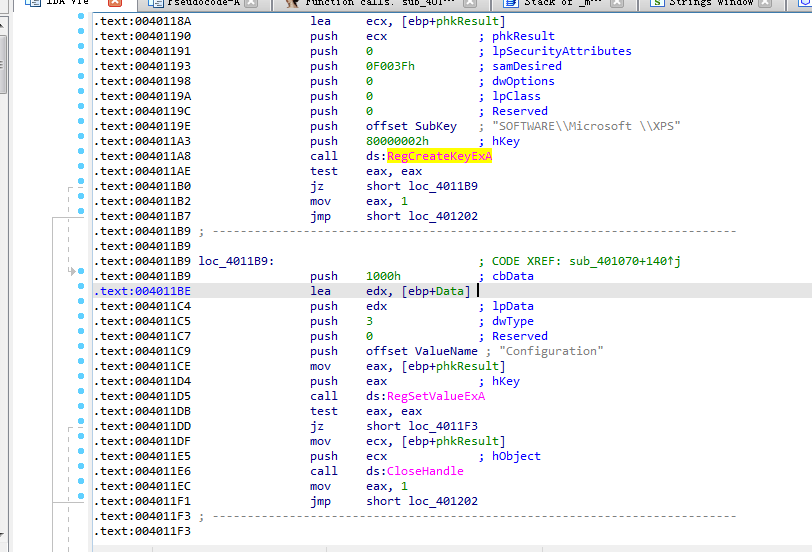 IDA Vie
Pseudocode-A
Function calls: sub_401
Stack of _m
Strings window
.text:0040118A lea ecx, [ebp+phkResult]
.text:00401190 push ecx ; phkResult
.text:00401191 push 0 ; lpSecurityAttributes
.text:00401193 push 0F003Fh ; samDesired
.text:00401198 push 0 ; dwOptions
.text:0040119A push 0 ; lpClass
.text:0040119C push 0 ; Reserved
.text:0040119E push offset SubKey ; "SOFTWARE\\Microsoft \\XPS"
.text:004011A3 push 80000002h ; hKey
.text:004011A8 call ds:RegCreateKeyExA
.text:004011AE test eax, eax
.text:004011B0 jz short loc_4011B9
.text:004011B2 mov eax, 1
.text:004011B7 jmp short loc_401202
.text:004011B9 ; ---------------------------------------------------------------------------
.text:004011B9
.text:004011B9 loc_4011B9: ; CODE XREF: sub_401070+140↑j
.text:004011B9 push 1000h ; cbData
.text:004011BE lea edx, [ebp+Data]
.text:004011C4 push edx ; lpData
.text:004011C5 push 3 ; dwType
.text:004011C7 push 0 ; Reserved
.text:004011C9 push offset ValueName ; "Configuration"
.text:004011CE mov eax, [ebp+phkResult]
.text:004011D4 push eax ; hKey
.text:004011D5 call ds:RegSetValueExA
.text:004011DB test eax, eax
.text:004011DD jz short loc_4011F3
.text:004011DF mov ecx, [ebp+phkResult]
.text:004011E5 push ecx ; hObject
.text:004011E6 call ds:CloseHandle
.text:004011EC mov eax, 1
.text:004011F1 jmp short loc_401202
.text:004011F3 ; ---------------------------------------------------------------------------
.text:004011F3